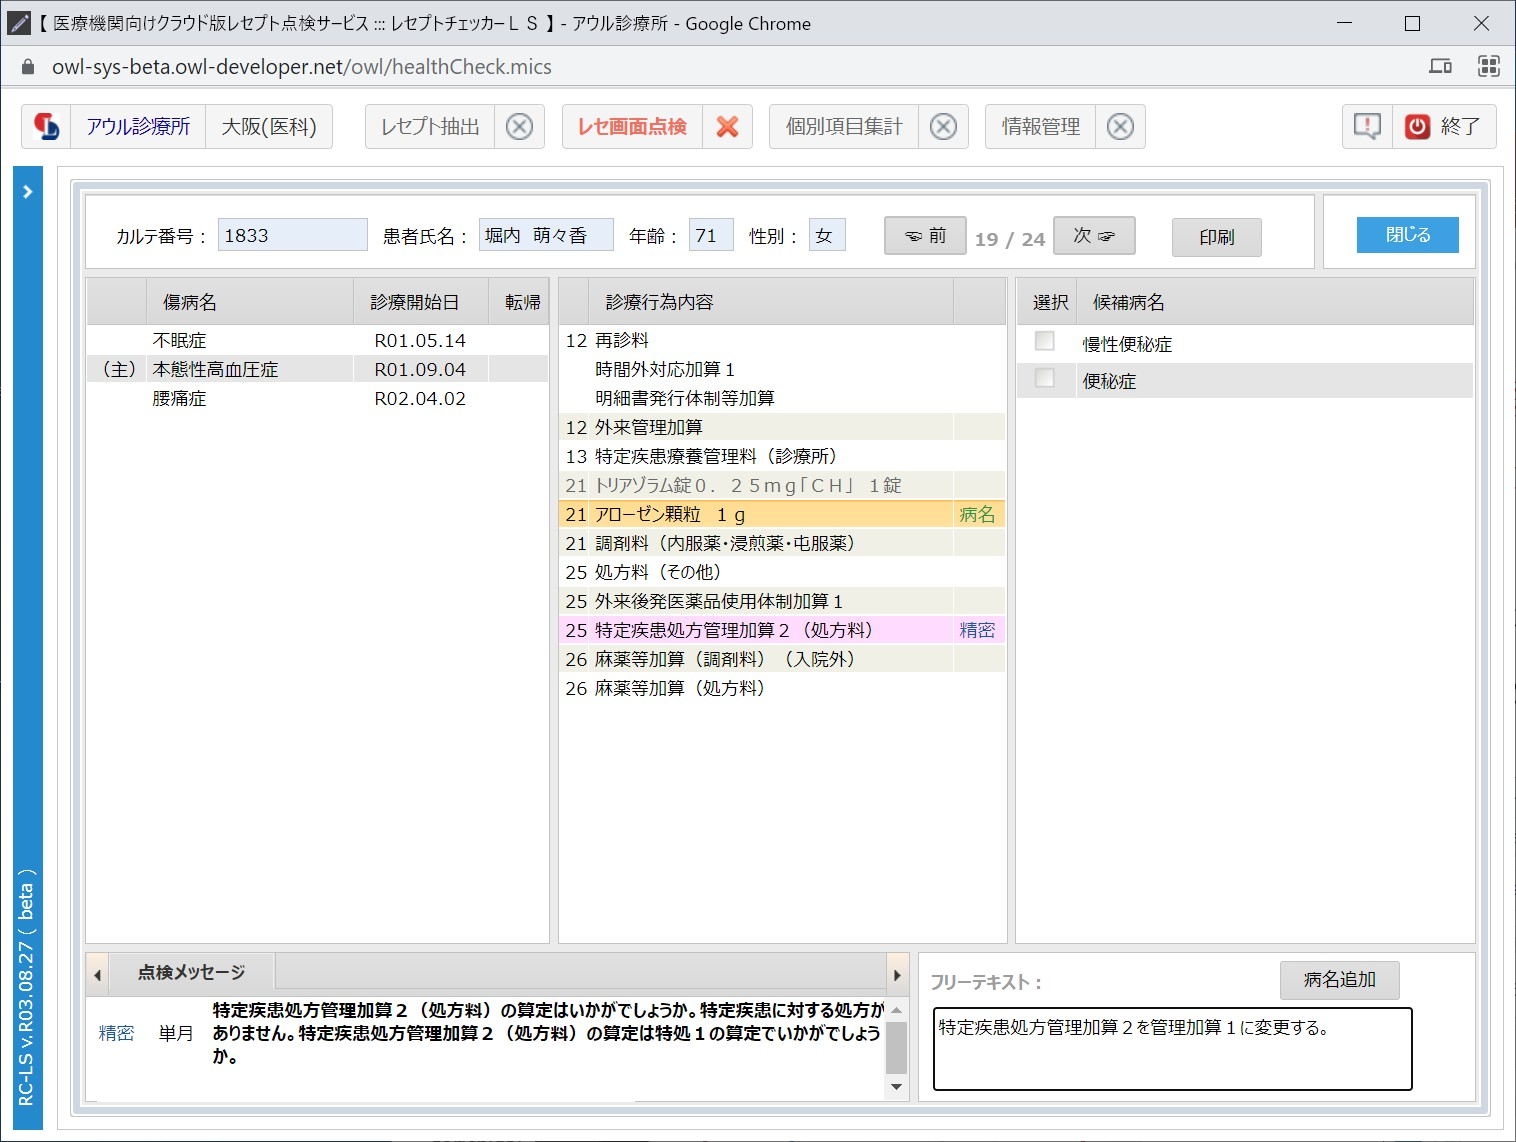 【 医療機関向けクラウド版レセプト点検サービス ::: レセプトチェッカーＬＳ 】 - アウル診療所 - Google Chrome
owl-sys-beta.owl-developer.net/owl/healthCheck.mics
アウル診療所 大阪(医科) レセプト抽出 レセ画面点検 個別項目集計 情報管理 終了
カルテ番号： 1833 患者氏名： 堀内　萌々香 年齢： 71 性別： 女 前 19 / 24 次 印刷 閉じる
傷病名 診療開始日 転帰
不眠症 R01.05.14
（主） 本態性高血圧症 R01.09.04
腰痛症 R02.04.02
診療行為内容
12 再診料
時間外対応加算１
明細書発行体制等加算
12 外来管理加算
13 特定疾患療養管理料（診療所）
21 トリアゾラム錠０．２５ｍｇ「ＣＨ」　１錠
21 アローゼン顆粒　１ｇ 病名
21 調剤料（内服薬・浸煎薬・屯服薬）
25 処方料（その他）
25 外来後発医薬品使用体制加算１
25 特定疾患処方管理加算２（処方料） 精密
26 麻薬等加算（調剤料）（入院外）
26 麻薬等加算（処方料）
選択 候補病名
慢性便秘症
便秘症
点検メッセージ
精密 単月 特定疾患処方管理加算２（処方料）の算定はいかがでしょうか。特定疾患に対する処方が
ありません。特定疾患処方管理加算２（処方料）の算定は特処１の算定でいかがでしょう
か。
フリーテキスト： 病名追加
特定疾患処方管理加算２を管理加算１に変更する。
RC-LS v.R03.08.27 ( beta )